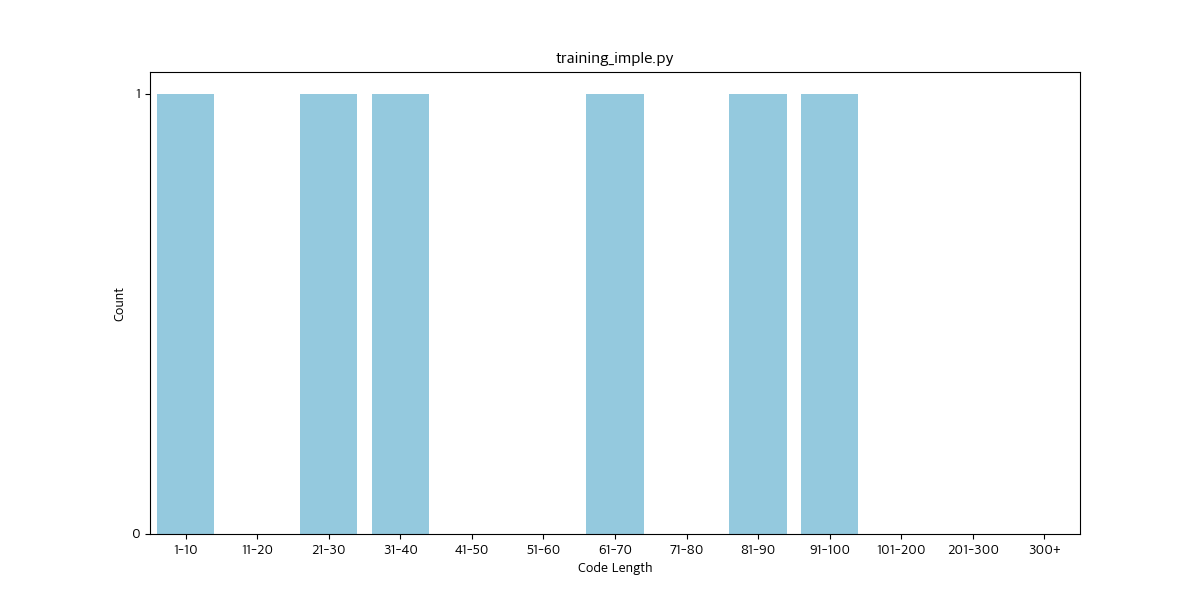 training_imple.py
1
Count
0
1-10 11-20 21-30 31-40 41-50 51-60 61-70 71-80 81-90 91-100 101-200 201-300 300+
Code Length